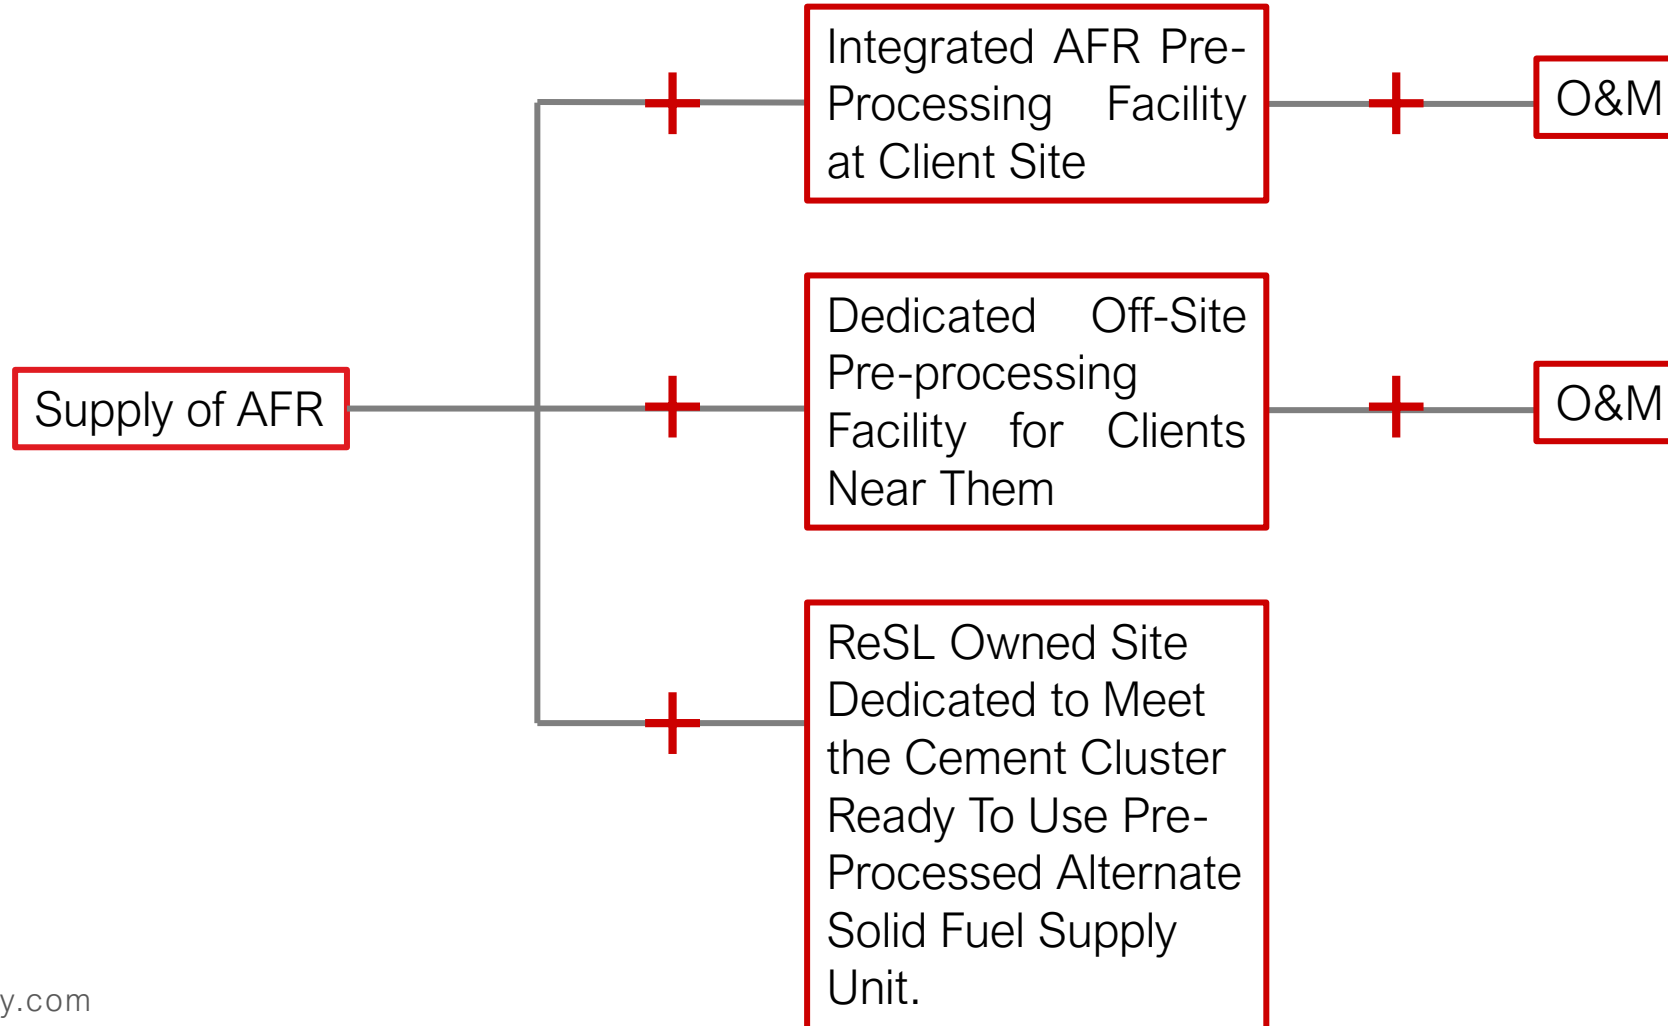 Supply of AFR
Integrated AFR Pre-
Processing Facility
at Client Site
O&M
Dedicated Off-Site
Pre-processing
Facility for Clients
Near Them
O&M
ReSL Owned Site
Dedicated to Meet
the Cement Cluster
Ready To Use Pre-
Processed Alternate
Solid Fuel Supply
Unit.
y.com